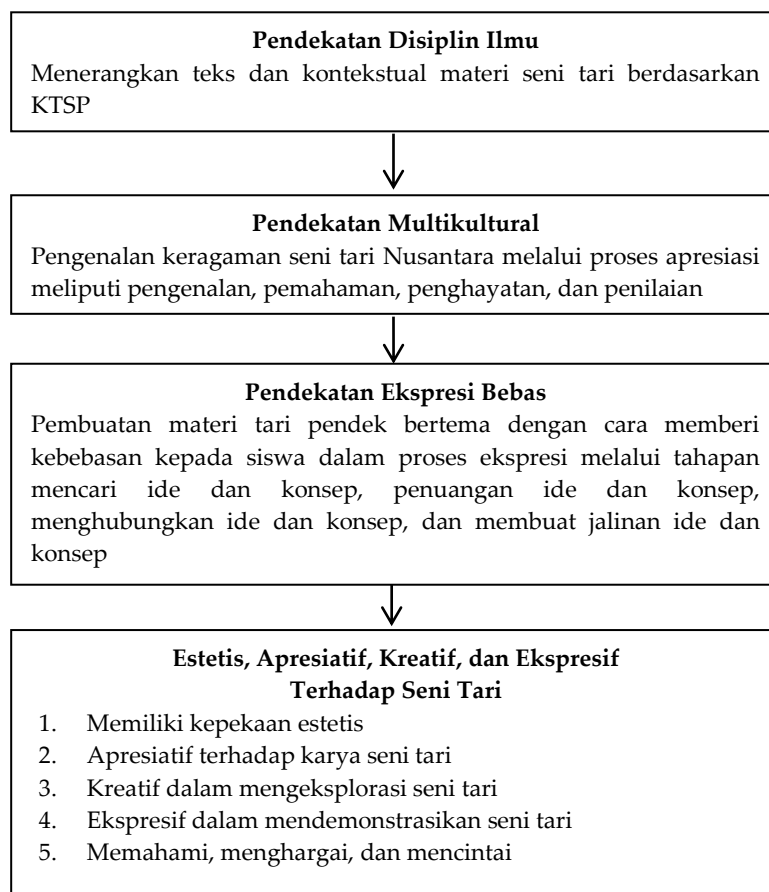 Pendekatan Disiplin Ilmu
Menerangkan teks dan kontekstual materi seni tari berdasarkan
KTSP
Pendekatan Multikultural
Pengenalan keragaman seni tari Nusantara melalui proses apresiasi
meliputi pengenalan, pemahaman, penghayatan, dan penilaian
Pendekatan Ekspresi Bebas
Pembuatan materi tari pendek bertema dengan cara memberi
kebebasan kepada siswa dalam proses ekspresi melalui tahapan
mencari ide dan konsep, penuangan ide dan konsep,
menghubungkan ide dan konsep, dan membuat jalinan ide dan
konsep
Estetis, Apresiatif, Kreatif, dan Ekspresif
Terhadap Seni Tari
1. Memiliki kepekaan estetis
2. Apresiatif terhadap karya seni tari
3. Kreatif dalam mengeksplorasi seni tari
4. Ekspresif dalam mendemonstrasikan seni tari
5. Memahami, menghargai, dan mencintai